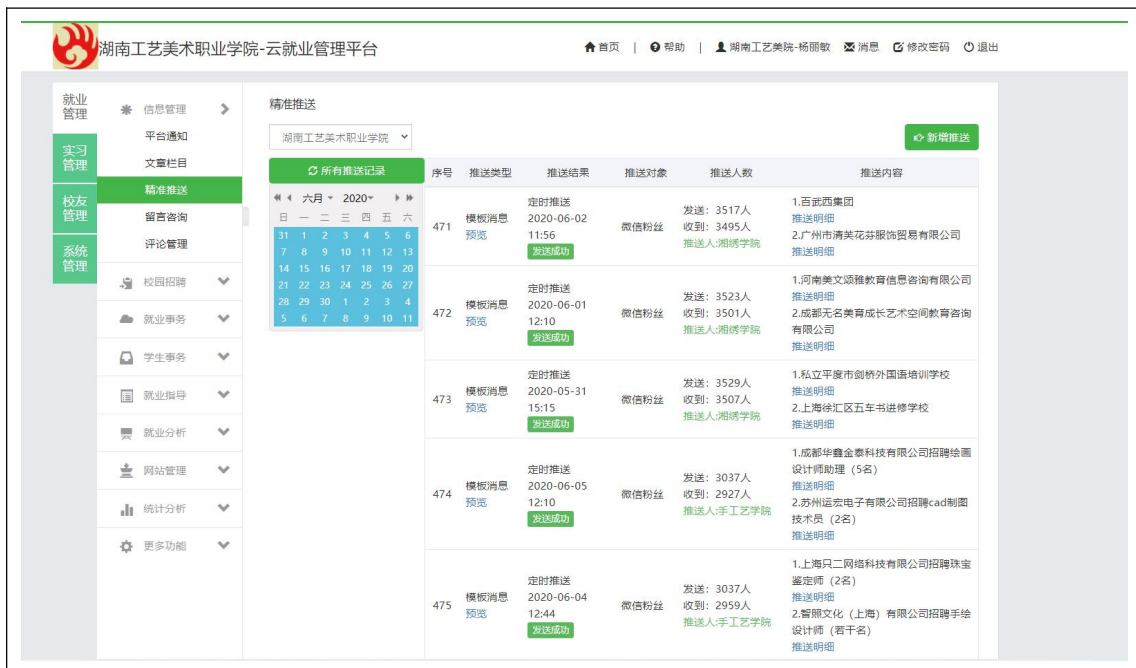 湖南工艺美术职业学院-云就业管理平台
首页 | 帮助 | 湖南工艺美院-杨丽敏 消息 修改密码 退出
就业
管理
实习
管理
校友
管理
系统
管理
信息管理
平台通知
文章栏目
精准推送
留言咨询
评论管理
校园招聘
就业事务
学生事务
就业指导
就业分析
网站管理
统计分析
更多功能
精准推送
湖南工艺美术职业学院
新增推送
所有推送记录
六月 2020
日 一 二 三 四 五 六
31 1 2 3 4 5 6
7 8 9 10 11 12 13
14 15 16 17 18 19 20
21 22 23 24 25 26 27
28 29 30 1 2 3 4
5 6 7 8 9 10 11
序号 推送类型 推送结果 推送对象 推送人数 推送内容
471
模板消息
预览
定时推送
2020-06-02
11:56
发送成功
微信粉丝
发送：3517人
收到：3495人
推送人:湘绣学院
1.百武西集团
推送明细
2.广州市清芙花芬服饰贸易有限公司
推送明细
472
模板消息
预览
定时推送
2020-06-01
12:10
发送成功
微信粉丝
发送：3523人
收到：3501人
推送人:湘绣学院
1.河南美文颂雅教育信息咨询有限公司
推送明细
2.成都无名美育成长艺术空间教育咨询
有限公司
推送明细
473
模板消息
预览
定时推送
2020-05-31
15:15
发送成功
微信粉丝
发送：3529人
收到：3507人
推送人:湘绣学院
1.私立平度市剑桥外国语培训学校
推送明细
2.上海徐汇区五车书进修学校
推送明细
474
模板消息
预览
定时推送
2020-06-05
12:10
发送成功
微信粉丝
发送：3037人
收到：2927人
推送人:手工艺学院
1.成都华鑫金泰科技有限公司招聘绘画
设计师助理（5名）
推送明细
2.苏州运宏电子有限公司招聘cad制图
技术员（2名）
推送明细
475
模板消息
预览
定时推送
2020-06-04
12:44
发送成功
微信粉丝
发送：3037人
收到：2959人
推送人:手工艺学院
1.上海只二网络科技有限公司招聘珠宝
鉴定师（2名）
推送明细
2.智照文化（上海）有限公司招聘手绘
设计师（若干名）
推送明细